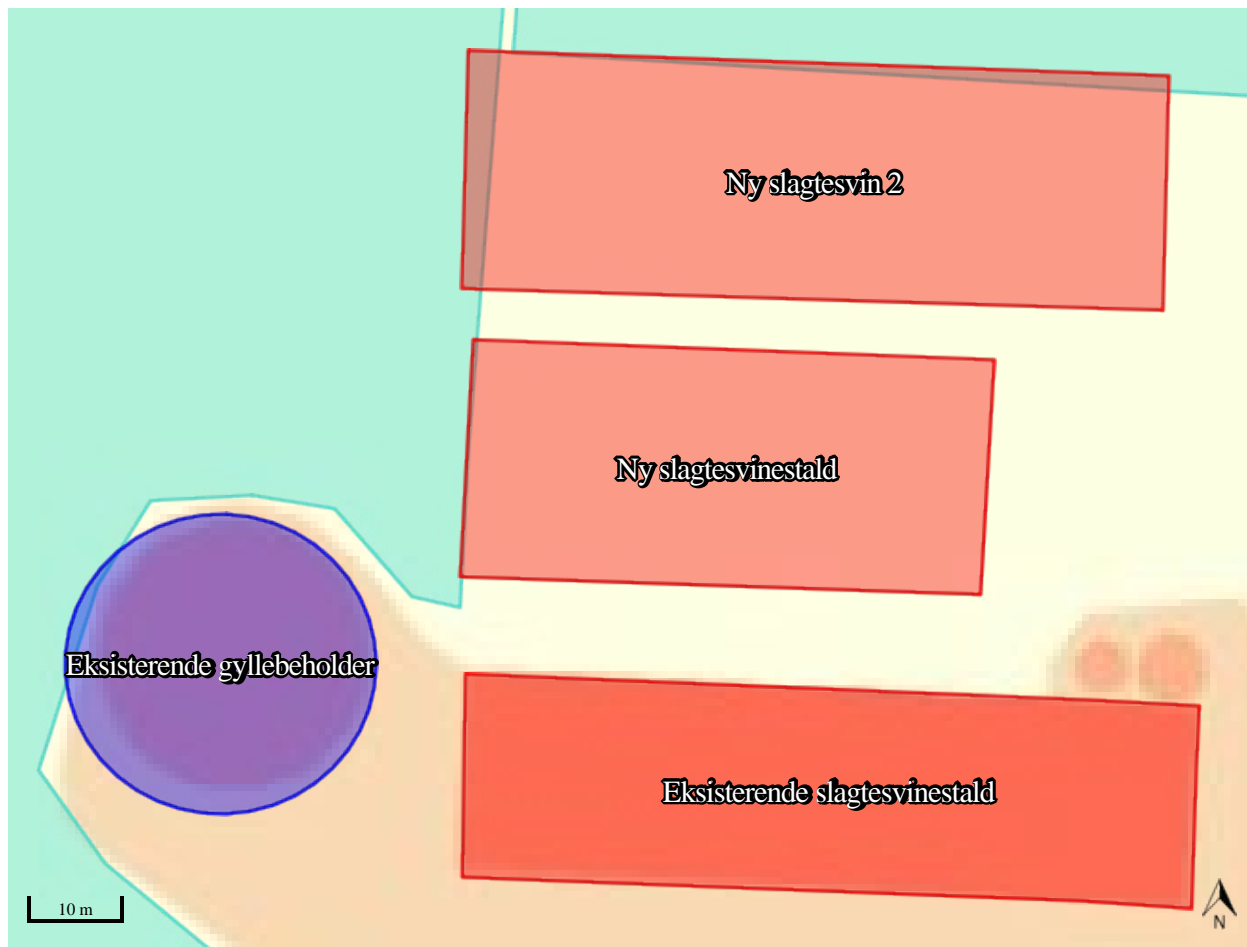 Ny slagtesvin 2
Ny slagtesvinestald
Eksisterende gyllebeholder
Eksisterende slagtesvinestald
10 m
N